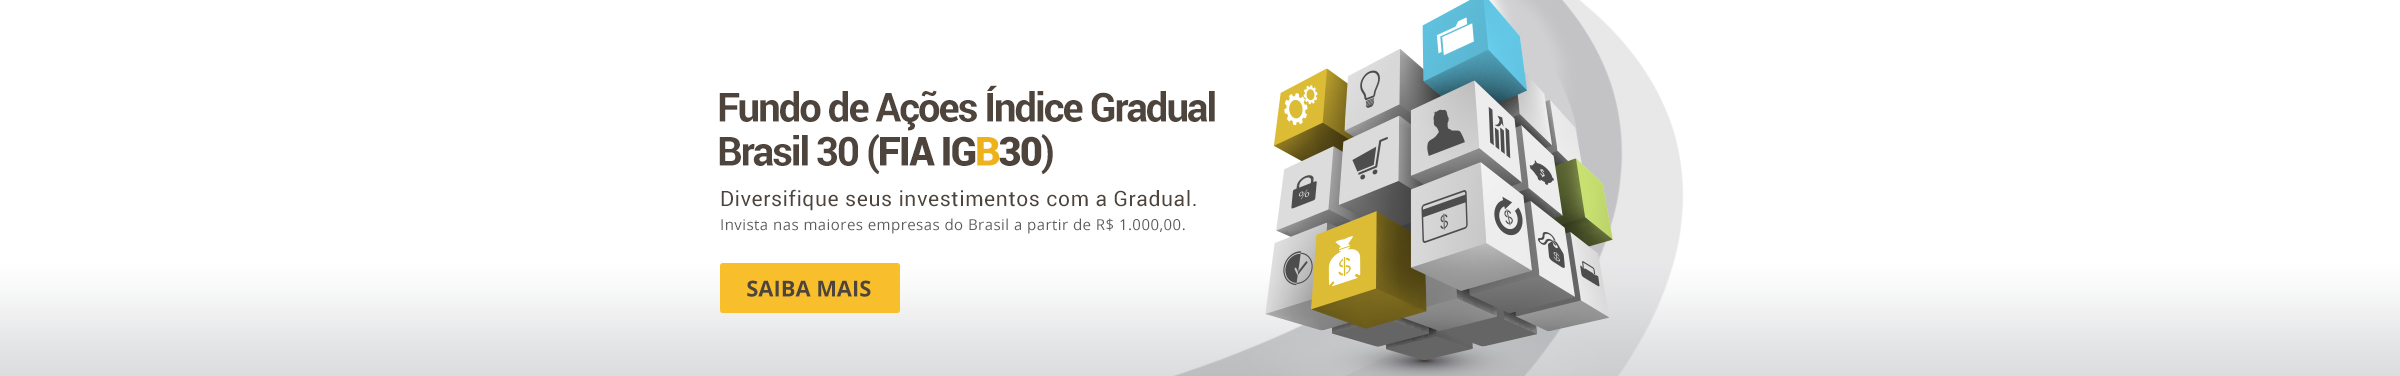 Fundo de Ações Índice Gradual
Brasil 30 (FIA IGB30)
Diversifique seus investimentos com a Gradual.
Invista nas maiores empresas do Brasil a partir de R$ 1.000,00.
SAIBA MAIS
%
$
$
$
$
$